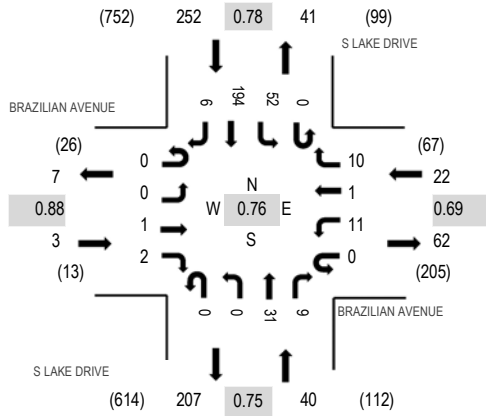 (752) 252 0.78 41 (99)
S LAKE DRIVE
6 194 52 0
BRAZILIAN AVENUE
(26) (67)
7 0 10 22
0 N 1
0.88 W 0.76 E 0.69
3 1 S 11 62
(13) 2 0 (205)
0 0 31 9
BRAZILIAN AVENUE
S LAKE DRIVE
(614) 207 0.75 40 (112)